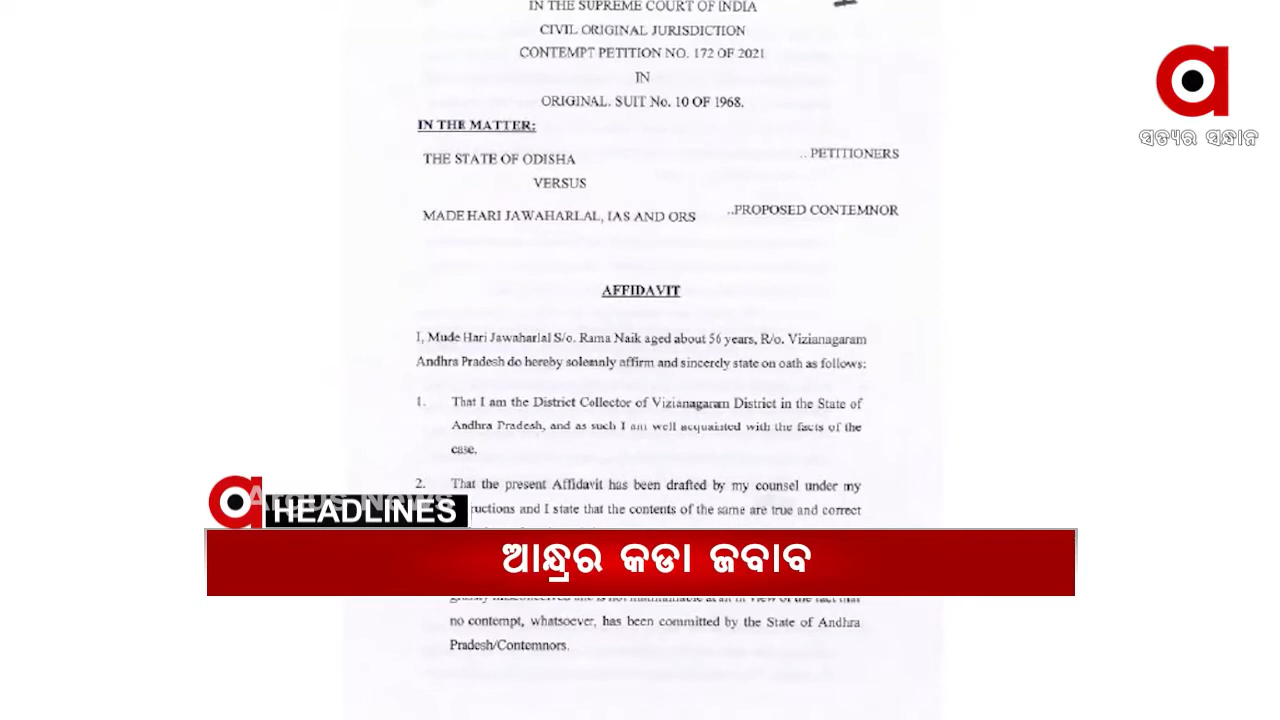 IN THE SUPREME COURT OF INDIA
CIVIL ORIGINAL JURISDICTION
CONTEMPT PETITION NO. 172 OF 2021
IN
ORIGINAL. SUIT No. 10 OF 1968.
IN THE MATTER:
THE STATE OF ODISHA ..PETITIONERS
VERSUS
MADE HARI JAWAHARLAL, IAS AND ORS ..PROPOSED CONTEMNOR
AFFIDAVIT
I, Mude Hari Jawaharlal S/o. Rama Naik aged about 56 years, R/o. Vizianagaram
Andhra Pradesh do hereby solemnly affirm and sincerely state on oath as follows:
1. That I am the District Collector of Vizianagaram District in the State of
Andhra Pradesh, and as such I am well acquainted with the facts of the
case.
2. That the present Affidavit has been drafted by my counsel under my
uctions and I state that the contents of the same are true and correct
no contempt, whatsoever, has been committed by the State of Andhra
Pradesh/Contemnors.
ସତ୍ୟର ସନ୍ଧାନ
Argus News
HEADLINES
ଆନ୍ଧ୍ରର କଡା ଜବାବ